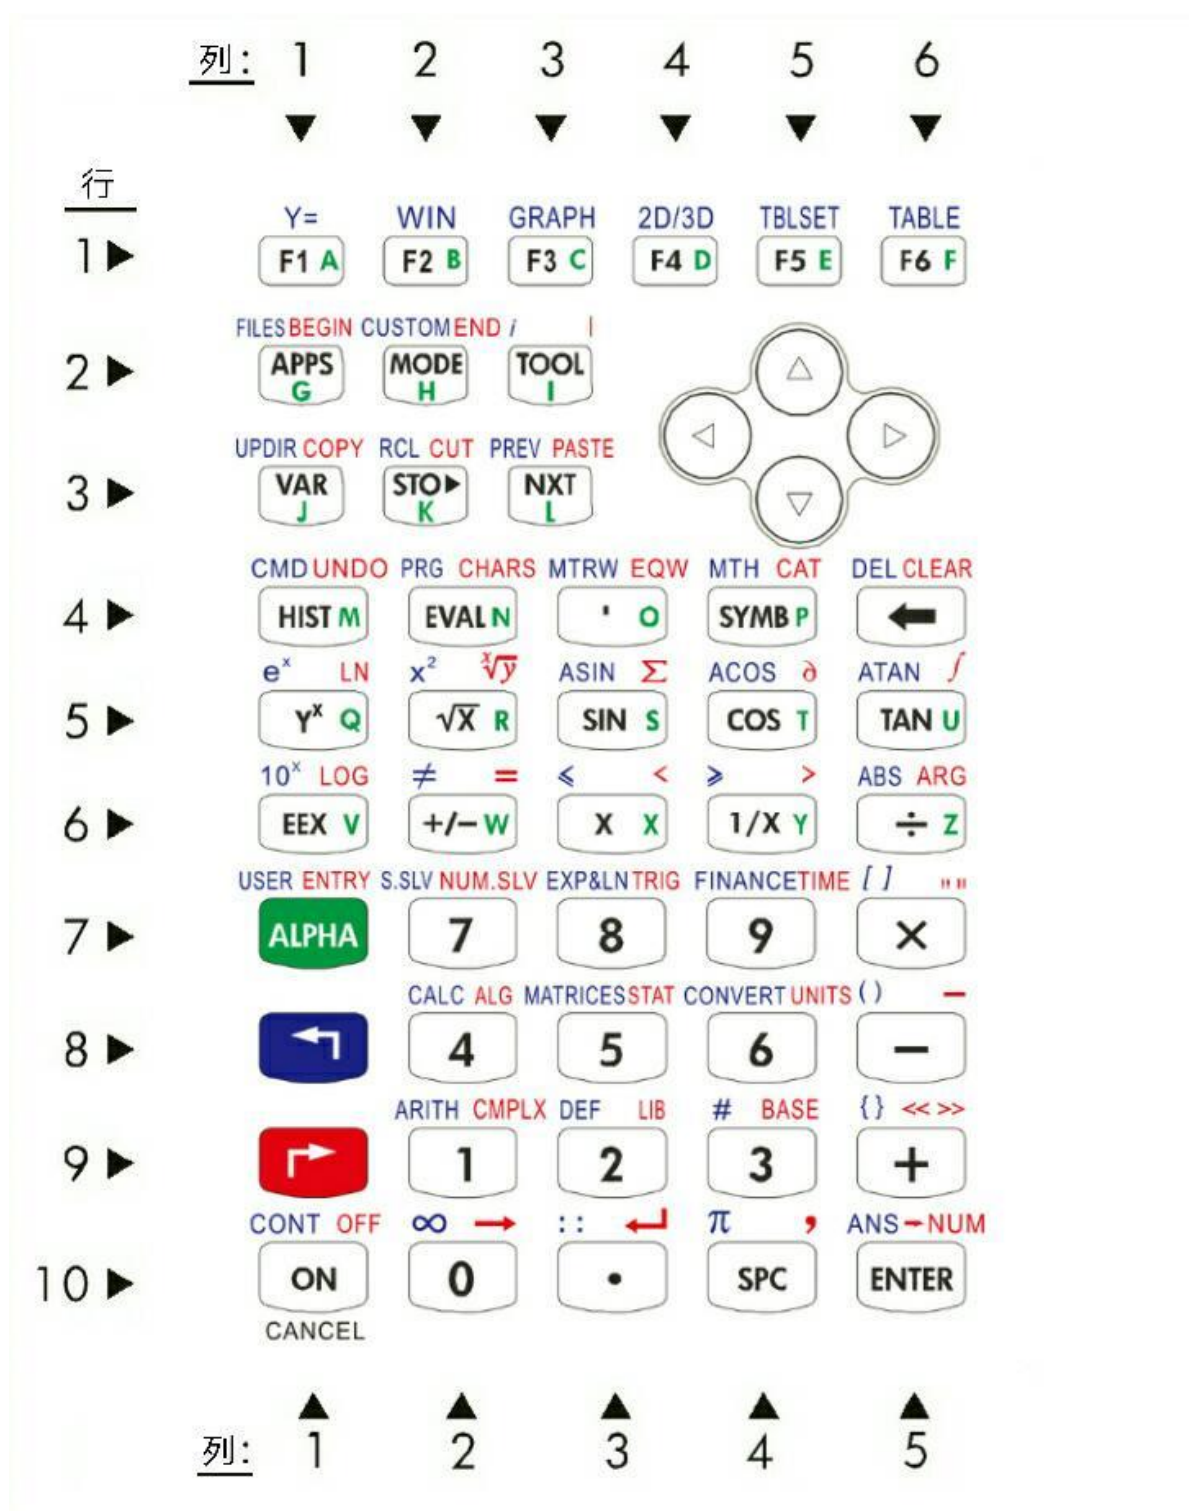 列: 1 2 3 4 5 6
行
Y= WIN GRAPH 2D/3D TBLSET TABLE
1 F1 A F2 B F3 C F4 D F5 E F6 F
FILES BEGIN CUSTOM END i |
2 APPS MODE TOOL
G H I
UPDIR COPY RCL CUT PREV PASTE
3 VAR STO▶ NXT
J K L
CMD UNDO PRG CHARS MTRW EQW MTH CAT DEL CLEAR
4 HIST M EVAL N ' O SYMB P ←
eˣ LN x² ˣ√y ASIN Σ ACOS ∂ ATAN ∫
5 Yˣ Q √X R SIN S COS T TAN U
10ˣ LOG ≠ = ⩽ < ⩾ > ABS ARG
6 EEX V +/− W X X 1/X Y ÷ Z
USER ENTRY S.SLV NUM.SLV EXP&LN TRIG FINANCE TIME [ ] " "
7 ALPHA 7 8 9 ×
CALC ALG MATRICES STAT CONVERT UNITS ( ) −
8 4 5 6 −
ARITH CMPLX DEF LIB # BASE { } << >>
9 1 2 3 +
CONT OFF ∞ → : : ↵ π , ANS →NUM
10 ON 0 . SPC ENTER
CANCEL
列: 1 2 3 4 5